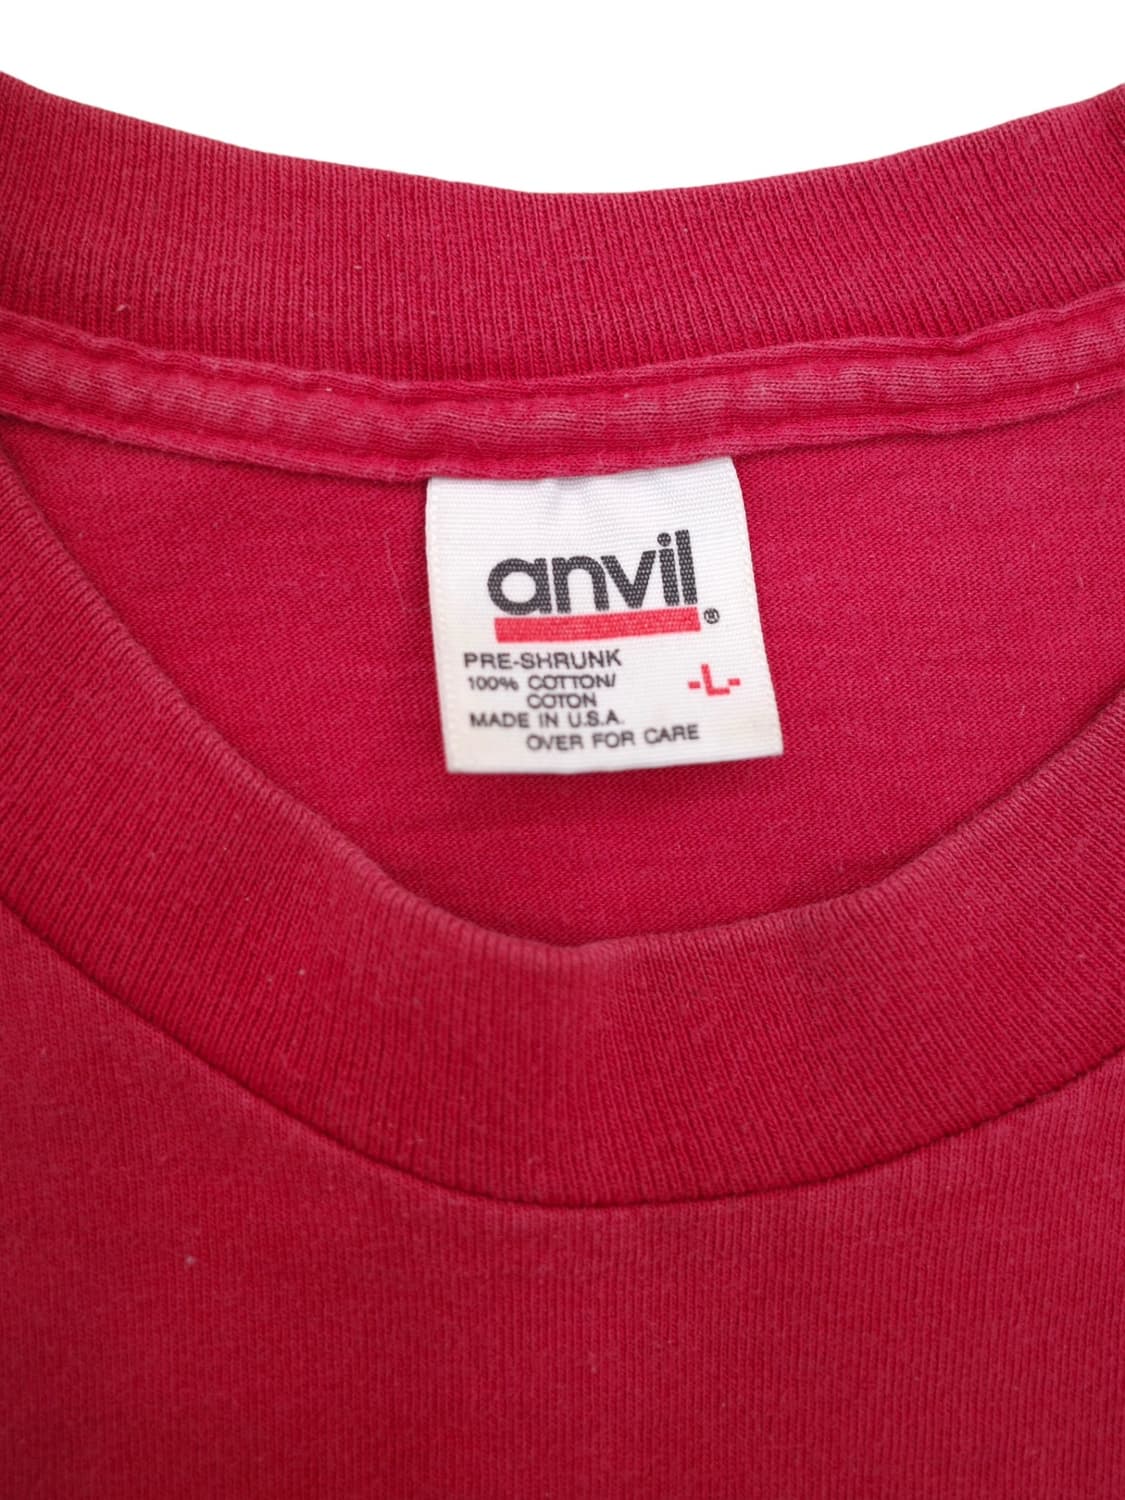 anvil®
PRE-SHRUNK
100% COTTON/
COTON
-L-
MADE IN U.S.A.
OVER FOR CARE